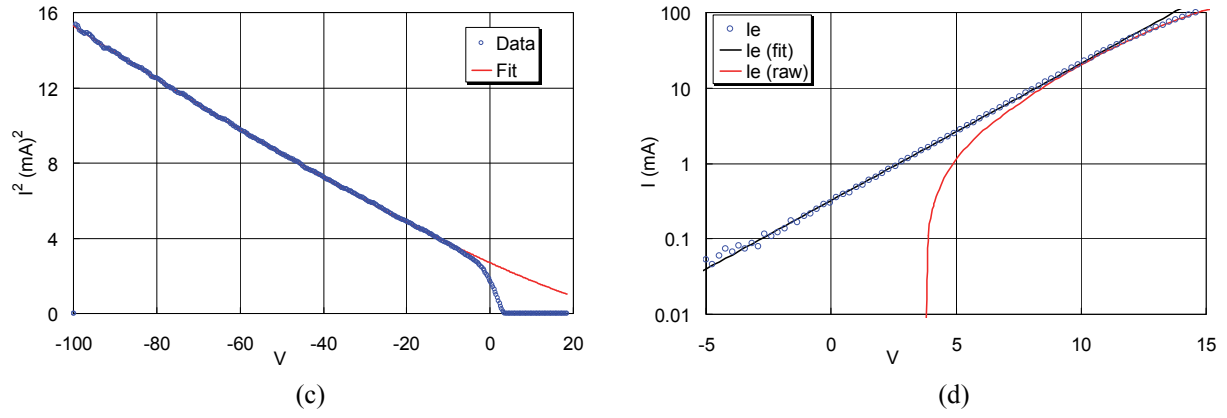 16
12
8
4
0
I² (mA)²
Data
Fit
-100 -80 -60 -40 -20 0 20
V
(c)
100
10
1
0.1
0.01
I (mA)
Ie
Ie (fit)
Ie (raw)
-5 0 5 10 15
V
(d)